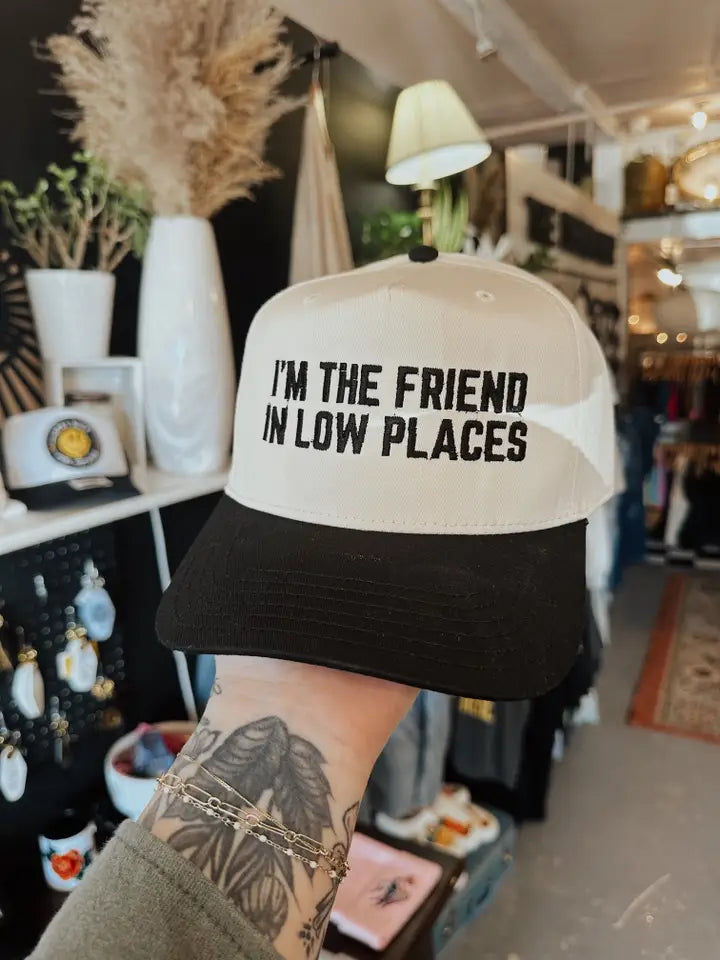 I'M THE FRIEND
IN LOW PLACES